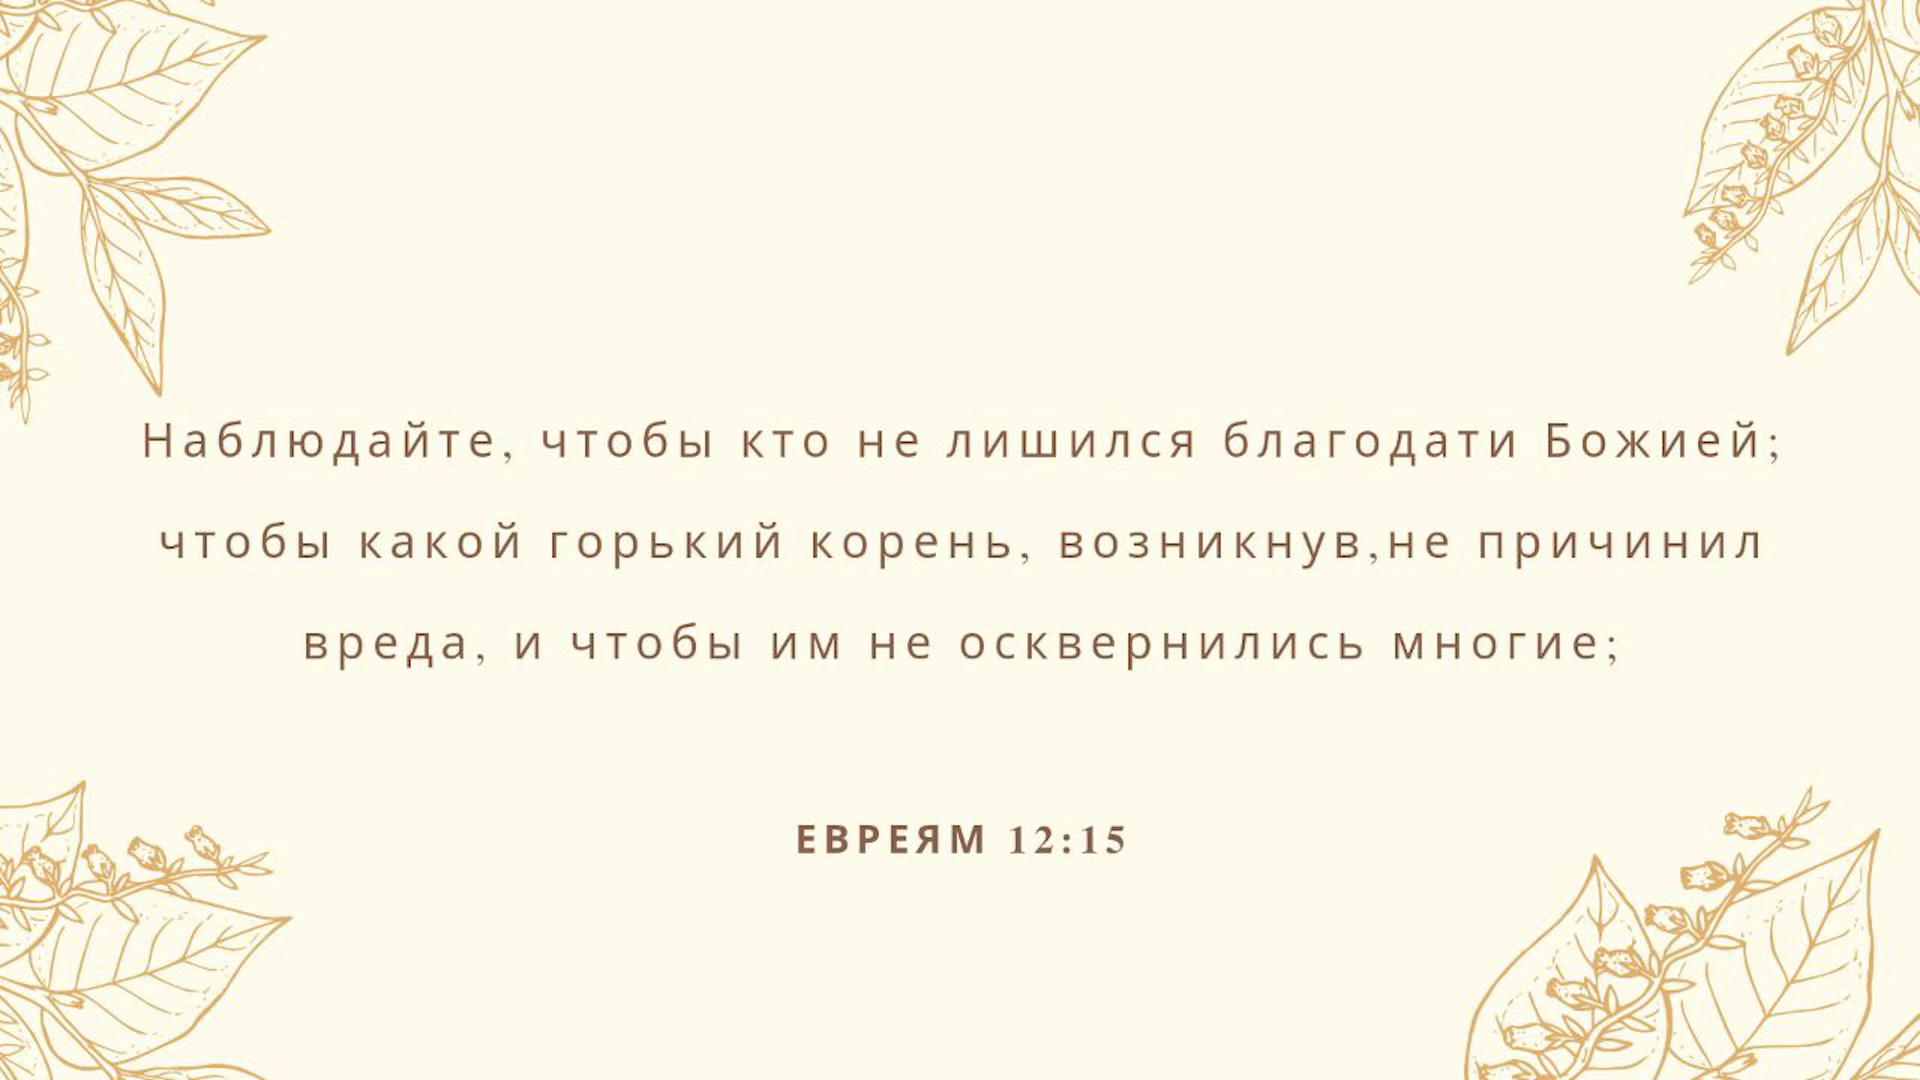 Наблюдайте, чтобы кто не лишился благодати Божией;
чтобы какой горький корень, возникнув,не причинил
вреда, и чтобы им не осквернились многие;
ЕВРЕЯМ 12:15